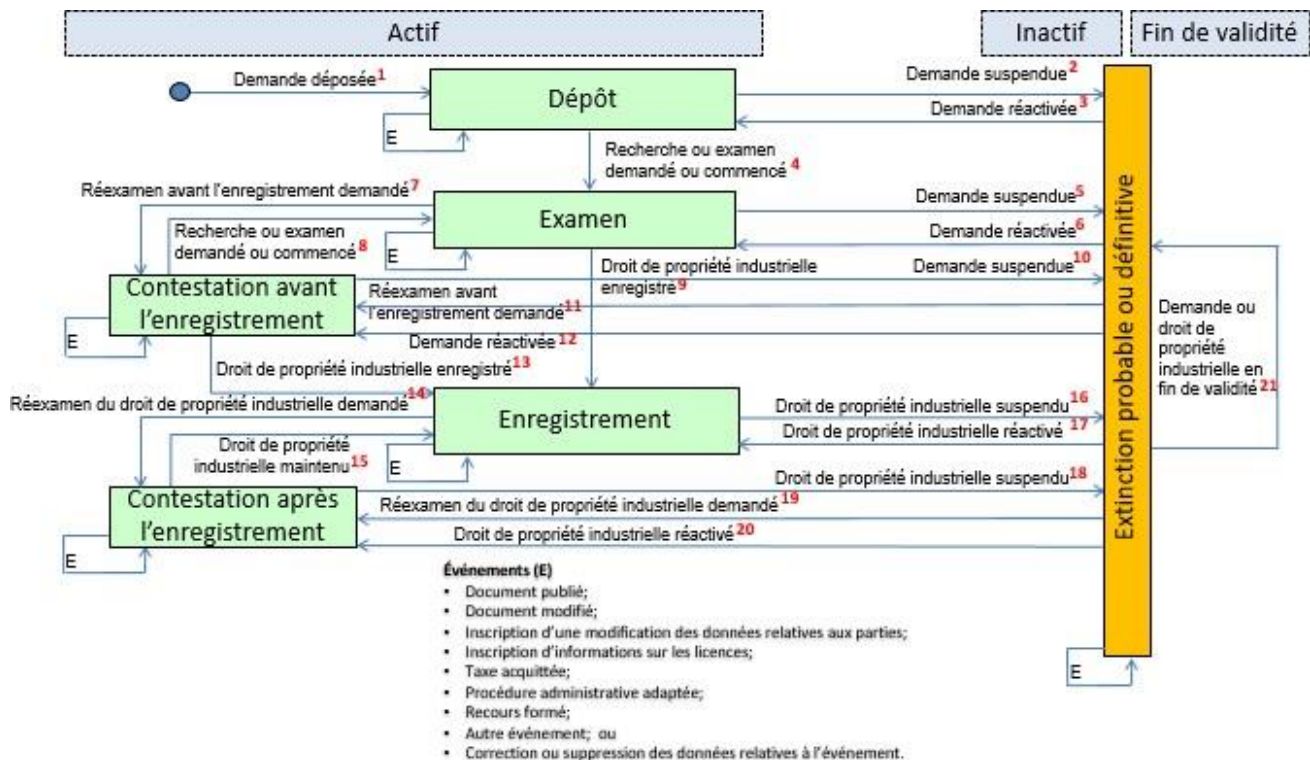 Actif
Inactif
Fin de validité
Demande déposée1
Dépôt
Demande suspendue2
Demande réactivée3
E
Recherche ou examen
demandé ou commencé 4
Réexamen avant l'enregistrement demandé7
Examen
Demande suspendue5
Demande réactivée6
Recherche ou examen
demandé ou commencé8
E
Droit de propriété industrielle
enregistré9
Demande suspendue10
Contestation avant
l'enregistrement
Réexamen avant
l'enregistrement demandé11
E
Demande réactivée12
Droit de propriété industrielle enregistré13
Réexamen du droit de propriété industrielle demandé14
Enregistrement
Droit de propriété industrielle suspendu16
Droit de propriété industrielle réactivé 17
Droit de propriété
industrielle maintenu15
E
Droit de propriété industrielle suspendu18
Contestation après
l'enregistrement
Réexamen du droit de propriété industrielle demandé19
E
Droit de propriété industrielle réactivé20
Extinction probable ou définitive
Demande ou
droit de
propriété
industrielle en
fin de validité21
E
Événements (E)
• Document publié;
• Document modifié;
• Inscription d'une modification des données relatives aux parties;
• Inscription d'informations sur les licences;
• Taxe acquittée;
• Procédure administrative adaptée;
• Recours formé;
• Autre événement; ou
• Correction ou suppression des données relatives à l'événement.